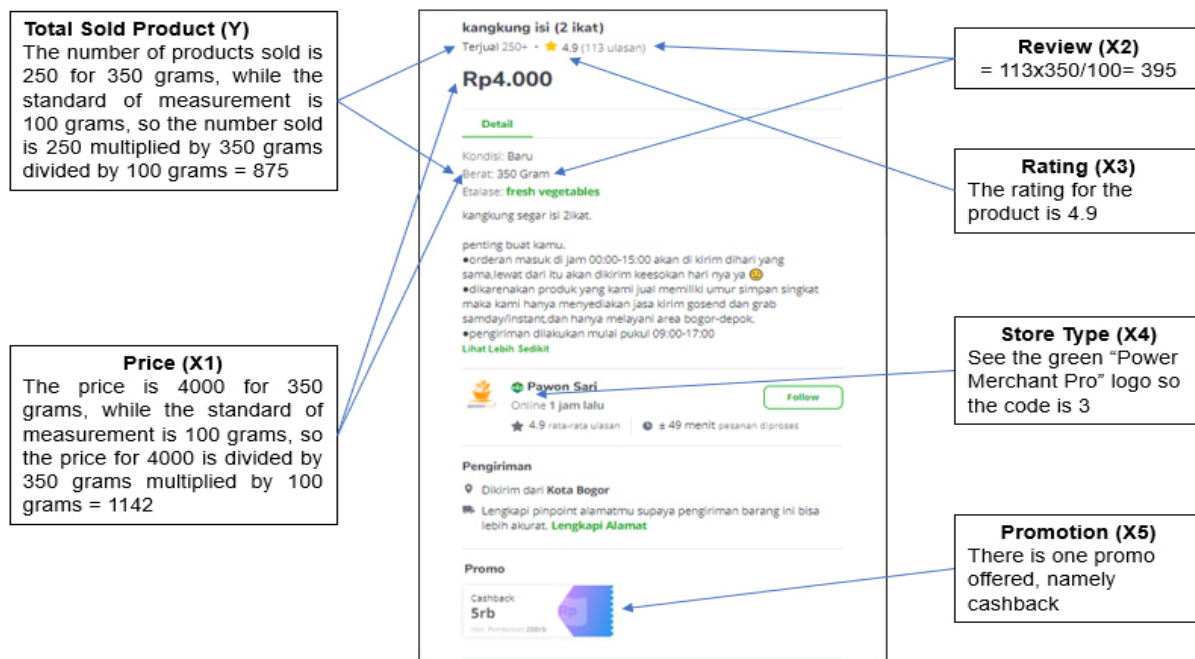 Total Sold Product (Y)
The number of products sold is
250 for 350 grams, while the
standard of measurement is
100 grams, so the number sold
is 250 multiplied by 350 grams
divided by 100 grams = 875
Price (X1)
The price is 4000 for 350
grams, while the standard of
measurement is 100 grams, so
the price for 4000 is divided by
350 grams multiplied by 100
grams = 1142
kangkung isi (2 ikat)
Terjual 250+ • 4.9 (113 ulasan)
Rp4.000
Detail
Kondisi: Baru
Berat: 350 Gram
Etalase: fresh vegetables
kangkung segar isi 2ikat.
penting buat kamu.
●orderan masuk di jam 00:00-15:00 akan di kirim dihari yang
sama,lewat dari itu akan dikirim keesokan hari nya ya
●dikarenakan produk yang kami jual memiliki umur simpan singkat
maka kami hanya menyediakan jasa kirim gosend dan grab
samday/instant,dan hanya melayani area bogor-depok.
●pengiriman dilakukan mulai pukul 09:00-17:00
Lihat Lebih Sedikit
Pawon Sari
Online 1 jam lalu
Follow
4.9 rata-rata ulasan
± 49 menit pesanan diproses
Pengiriman
Dikirim dari Kota Bogor
Lengkapi pinpoint alamatmu supaya pengiriman barang ini bisa
lebih akurat. Lengkapi Alamat
Promo
Cashback
5rb
min. Pembelian 200rb
Rp
Review (X2)
= 113x350/100= 395
Rating (X3)
The rating for the
product is 4.9
Store Type (X4)
See the green “Power
Merchant Pro” logo so
the code is 3
Promotion (X5)
There is one promo
offered, namely
cashback